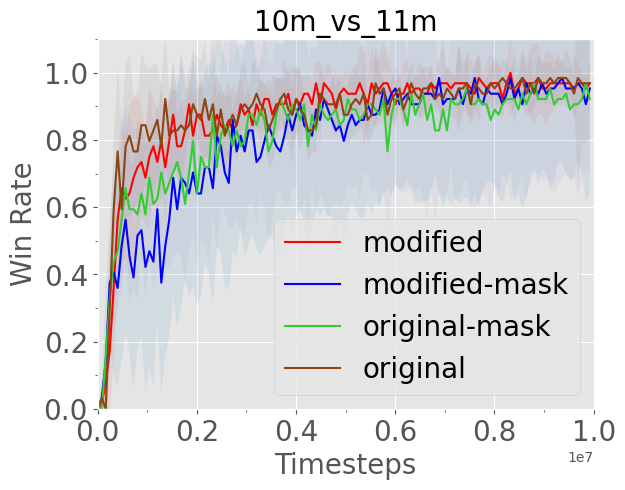 10m_vs_11m
Win Rate
1.0
0.8
0.6
0.4
0.2
0.0
modified
modified-mask
original-mask
original
0.0 0.2 0.4 0.6 0.8 1.0
1e7
Timesteps